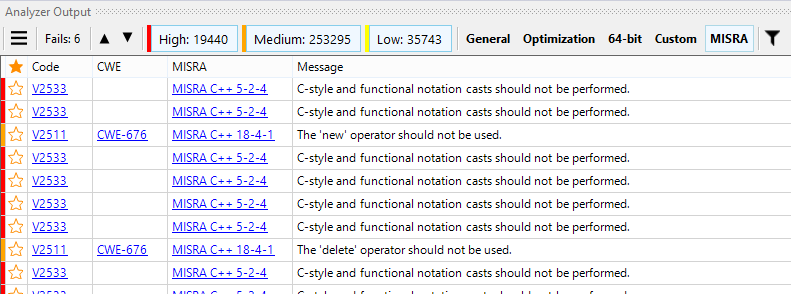 Analyzer Output
Fails: 6 High: 19440 Medium: 253295 Low: 35743 General Optimization 64-bit Custom MISRA
Code CWE MISRA Message
V2533 MISRA C++ 5-2-4 C-style and functional notation casts should not be performed.
V2533 MISRA C++ 5-2-4 C-style and functional notation casts should not be performed.
V2511 CWE-676 MISRA C++ 18-4-1 The 'new' operator should not be used.
V2533 MISRA C++ 5-2-4 C-style and functional notation casts should not be performed.
V2533 MISRA C++ 5-2-4 C-style and functional notation casts should not be performed.
V2533 MISRA C++ 5-2-4 C-style and functional notation casts should not be performed.
V2533 MISRA C++ 5-2-4 C-style and functional notation casts should not be performed.
V2511 CWE-676 MISRA C++ 18-4-1 The 'delete' operator should not be used.
V2533 MISRA C++ 5-2-4 C-style and functional notation casts should not be performed.